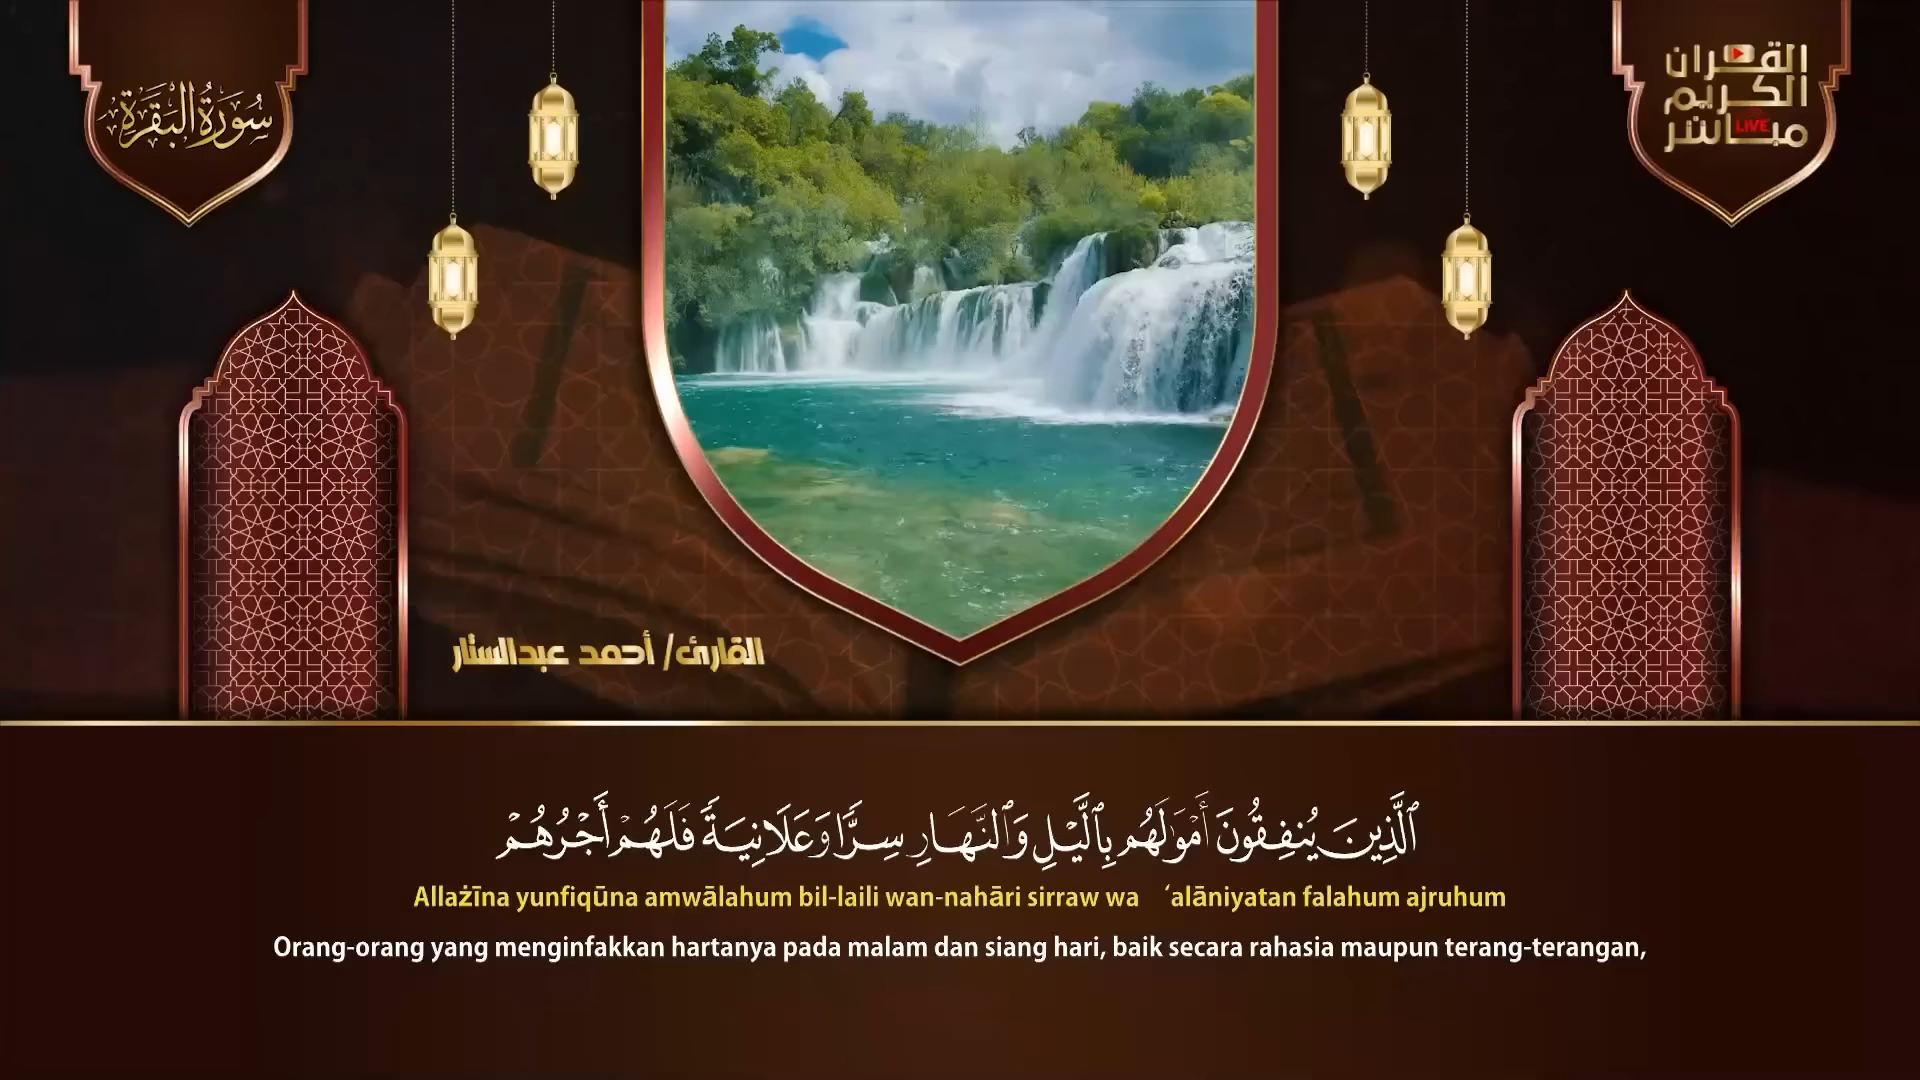 سُورَةُ البَقَرَةِ
القرآن
الكريم
مباشر
LIVE
القارئ/ أحمد عبدالستار
ٱلَّذِينَ يُنفِقُونَ أَمْوَٰلَهُم بِٱلَّيْلِ وَٱلنَّهَارِ سِرًّا وَعَلَانِيَةً فَلَهُمْ أَجْرُهُمْ
Allażīna yunfiqūna amwālahum bil-laili wan-nahāri sirraw wa ‘alāniyatan falahum ajruhum
Orang-orang yang menginfakkan hartanya pada malam dan siang hari, baik secara rahasia maupun terang-terangan,